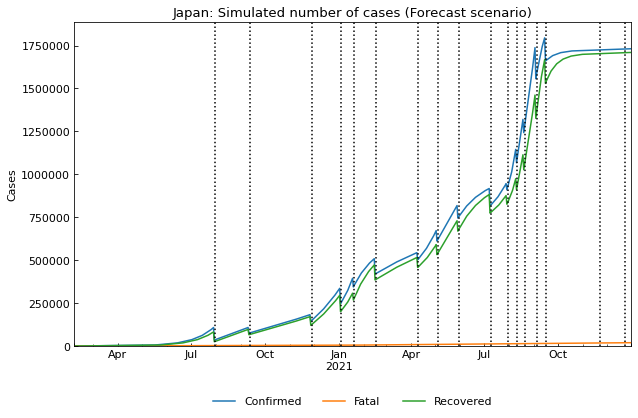 Japan: Simulated number of cases (Forecast scenario)
1750000
1500000
1250000
1000000
750000
500000
250000
0
Cases
Apr Jul Oct Jan Apr Jul Oct
2021
Confirmed Fatal Recovered